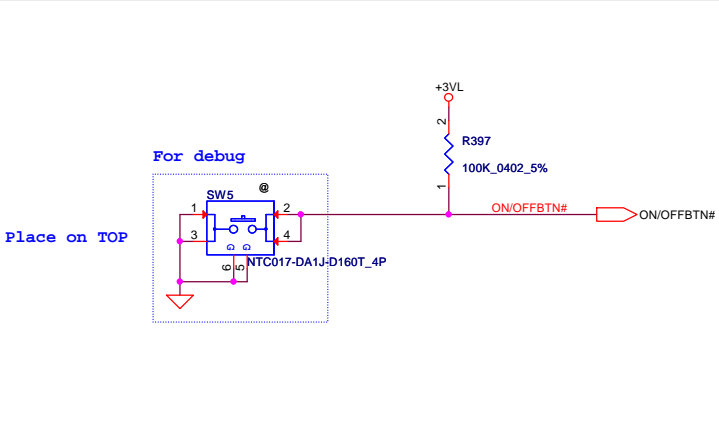 +3VL
2
R397
100K_0402_5%
1
For debug
@
SW5
1
2
ON/OFFBTN#
ON/OFFBTN#
Place on TOP
3
4
G
G
6
5
NTC017-DA1J-D160T_4P